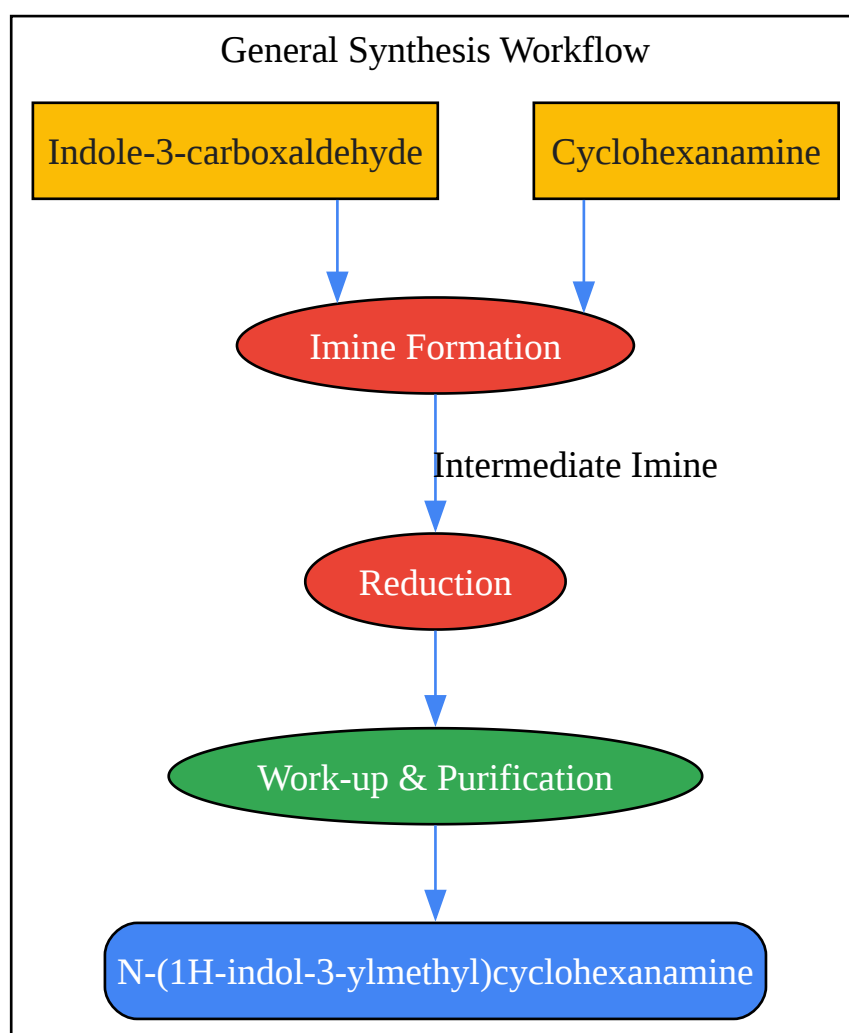 General Synthesis Workflow
Indole-3-carboxaldehyde
Cyclohexanamine
Imine Formation
Intermediate Imine
Reduction
Work-up & Purification
N-(1H-indol-3-ylmethyl)cyclohexanamine